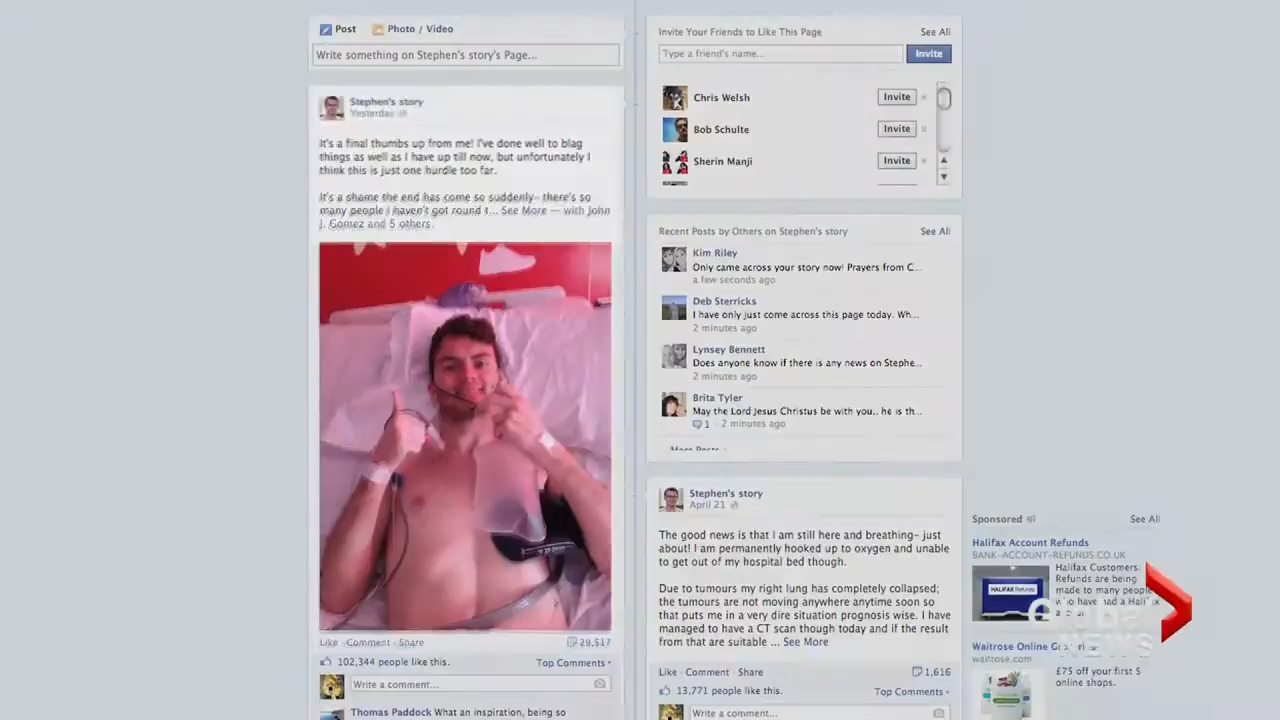 Post Photo / Video
Write something on Stephen's story's Page...
Stephen's story
Yesterday
It's a final thumbs up from me! I've done well to blag
things as well as I have up till now, but unfortunately I
think this is just one hurdle too far.
It's a shame the end has come so suddenly- there's so
many people I haven't got round t... See More — with John
J. Gomez and 5 others.
Like · Comment · Share 29,517
102,344 people like this. Top Comments
Write a comment...
Thomas Paddock What an inspiration, being so
Invite Your Friends to Like This Page See All
Type a friend's name... Invite
Chris Welsh Invite
Bob Schulte Invite
Sherin Manji Invite
Recent Posts by Others on Stephen's story See All
Kim Riley
Only came across your story now! Prayers from C...
a few seconds ago
Deb Sterricks
I have only just come across this page today. Wh...
2 minutes ago
Lynsey Bennett
Does anyone know if there is any news on Stephe...
2 minutes ago
Brita Tyler
May the Lord Jesus Christus be with you.. he is th...
1 · 2 minutes ago
More Posts
Stephen's story
April 21
The good news is that I am still here and breathing- just
about! I am permanently hooked up to oxygen and unable
to get out of my hospital bed though.
Due to tumours my right lung has completely collapsed;
the tumours are not moving anywhere anytime soon so
that puts me in a very dire situation prognosis wise. I have
managed to have a CT scan though today and if the result
from that are suitable ... See More
Like · Comment · Share 1,616
13,771 people like this. Top Comments
Write a comment...
Sponsored See All
Halifax Account Refunds
BANK-ACCOUNT-REFUNDS.CO.UK
HALIFAX Refunds
Halifax Customers:
Refunds are being
made to many people
who have had a Halifax
Global
NEWS
Waitrose Online
waitrose.com
£75 off your first 5
online shops.